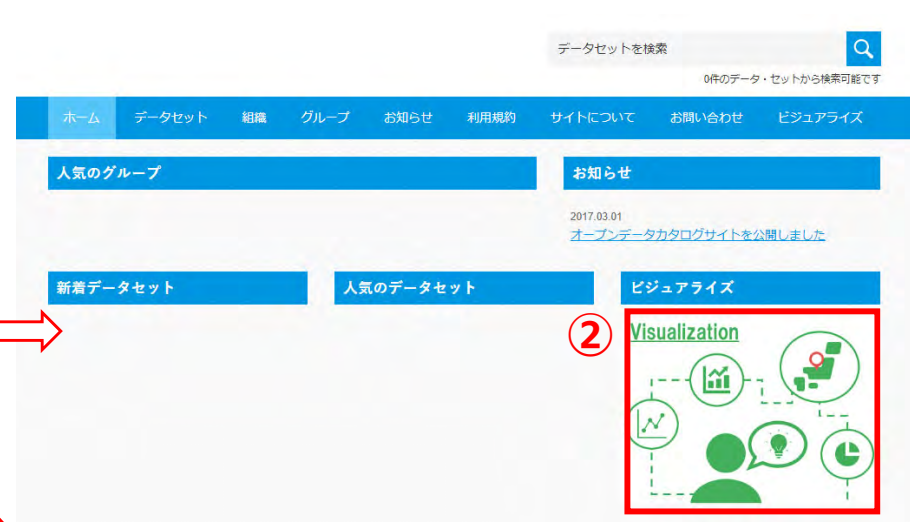 データセットを検索
0件のデータ・セットから検索可能です
ホーム データセット 組織 グループ お知らせ 利用規約 サイトについて お問い合わせ ビジュアライズ
人気のグループ
お知らせ
2017.03.01
オープンデータカタログサイトを公開しました
新着データセット
人気のデータセット
ビジュアライズ
②
Visualization